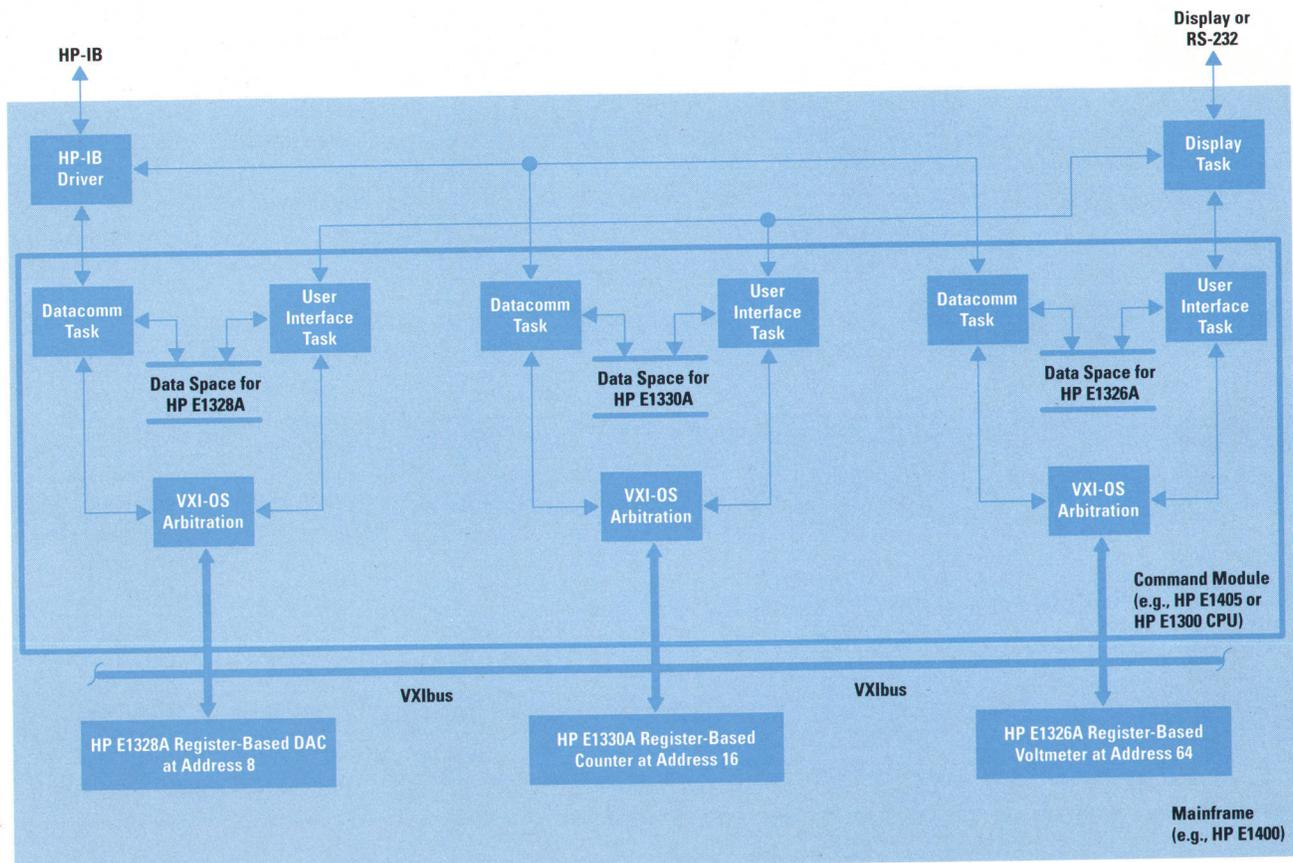 HP-IB
Display or
RS-232
HP-IB
Driver
Display
Task
Datacomm
Task
User
Interface
Task
Data Space for
HP E1328A
VXI-OS
Arbitration
Datacomm
Task
User
Interface
Task
Data Space for
HP E1330A
VXI-OS
Arbitration
Datacomm
Task
User
Interface
Task
Data Space for
HP E1326A
VXI-OS
Arbitration
Command Module
(e.g., HP E1405 or
HP E1300 CPU)
VXIbus
VXIbus
HP E1328A Register-Based DAC
at Address 8
HP E1330A Register-Based
Counter at Address 16
HP E1326A Register-Based
Voltmeter at Address 64
Mainframe
(e.g., HP E1400)